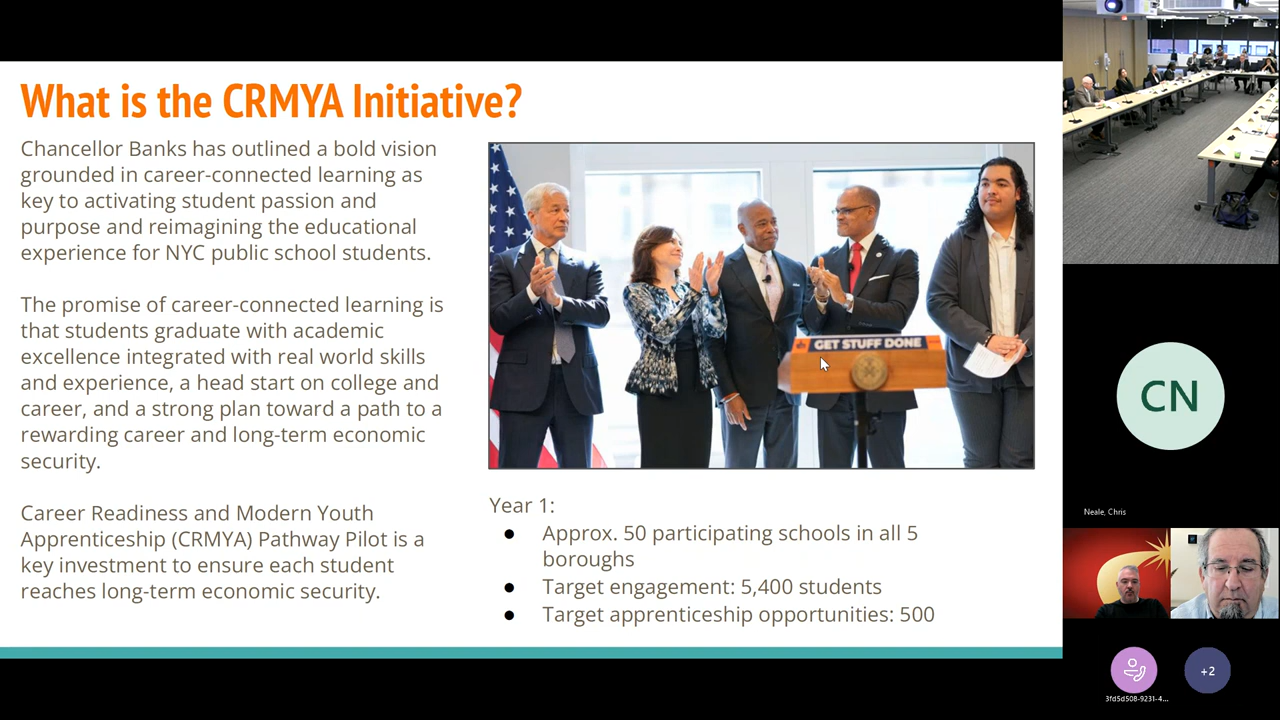 What is the CRMYA Initiative?
Chancellor Banks has outlined a bold vision
grounded in career-connected learning as
key to activating student passion and
purpose and reimagining the educational
experience for NYC public school students.
The promise of career-connected learning is
that students graduate with academic
excellence integrated with real world skills
and experience, a head start on college and
career, and a strong plan toward a path to a
rewarding career and long-term economic
security.
Career Readiness and Modern Youth
Apprenticeship (CRMYA) Pathway Pilot is a
key investment to ensure each student
reaches long-term economic security.
GET STUFF DONE
Year 1:
● Approx. 50 participating schools in all 5
boroughs
● Target engagement: 5,400 students
● Target apprenticeship opportunities: 500
CN
Neale, Chris
3fd5d508-9231-4...
+2